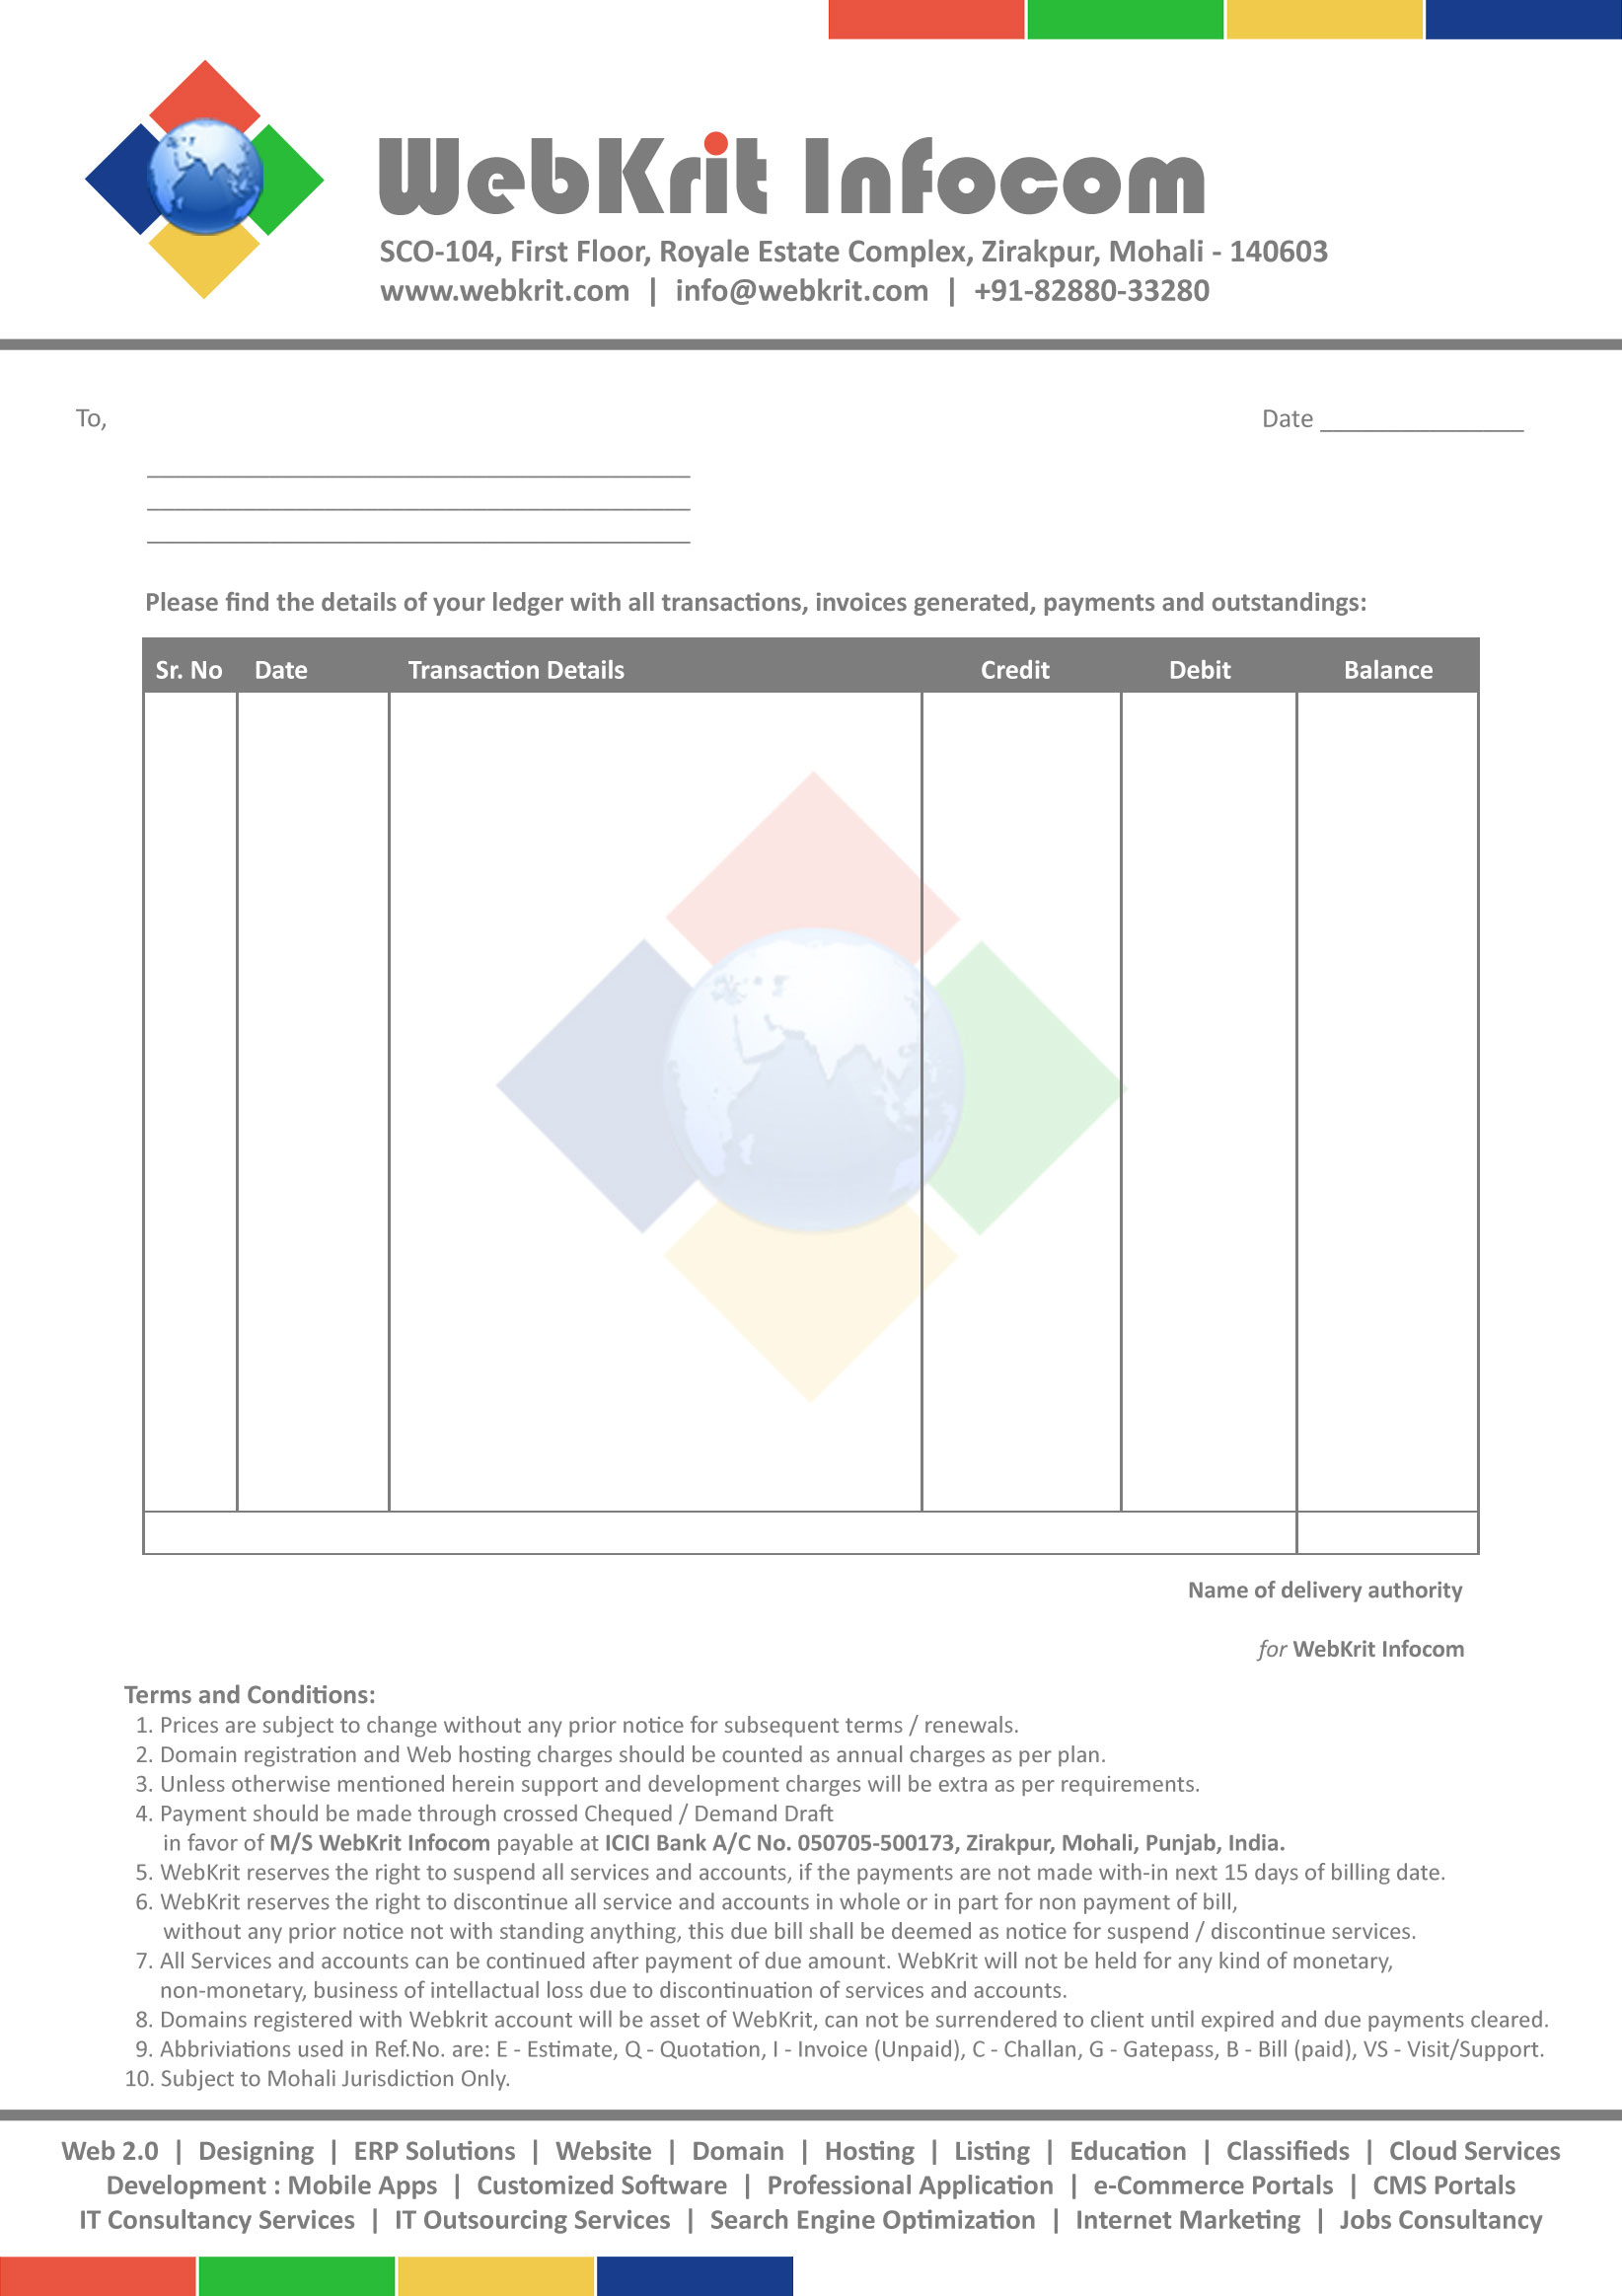 WebKrit Infocom
SCO-104, First Floor, Royale Estate Complex, Zirakpur, Mohali - 140603
www.webkrit.com | info@webkrit.com | +91-82880-33280
To,
Date _______________
Please find the details of your ledger with all transactions, invoices generated, payments and outstandings:
Sr. No Date Transaction Details Credit Debit Balance
Name of delivery authority
for WebKrit Infocom
Terms and Conditions:
1. Prices are subject to change without any prior notice for subsequent terms / renewals.
2. Domain registration and Web hosting charges should be counted as annual charges as per plan.
3. Unless otherwise mentioned herein support and development charges will be extra as per requirements.
4. Payment should be made through crossed Chequed / Demand Draft
in favor of M/S WebKrit Infocom payable at ICICI Bank A/C No. 050705-500173, Zirakpur, Mohali, Punjab, India.
5. WebKrit reserves the right to suspend all services and accounts, if the payments are not made with-in next 15 days of billing date.
6. WebKrit reserves the right to discontinue all service and accounts in whole or in part for non payment of bill,
without any prior notice not with standing anything, this due bill shall be deemed as notice for suspend / discontinue services.
7. All Services and accounts can be continued after payment of due amount. WebKrit will not be held for any kind of monetary,
non-monetary, business of intellactual loss due to discontinuation of services and accounts.
8. Domains registered with Webkrit account will be asset of WebKrit, can not be surrendered to client until expired and due payments cleared.
9. Abbriviations used in Ref.No. are: E - Estimate, Q - Quotation, I - Invoice (Unpaid), C - Challan, G - Gatepass, B - Bill (paid), VS - Visit/Support.
10. Subject to Mohali Jurisdiction Only.
Web 2.0 | Designing | ERP Solutions | Website | Domain | Hosting | Listing | Education | Classifieds | Cloud Services
Development : Mobile Apps | Customized Software | Professional Application | e-Commerce Portals | CMS Portals
IT Consultancy Services | IT Outsourcing Services | Search Engine Optimization | Internet Marketing | Jobs Consultancy